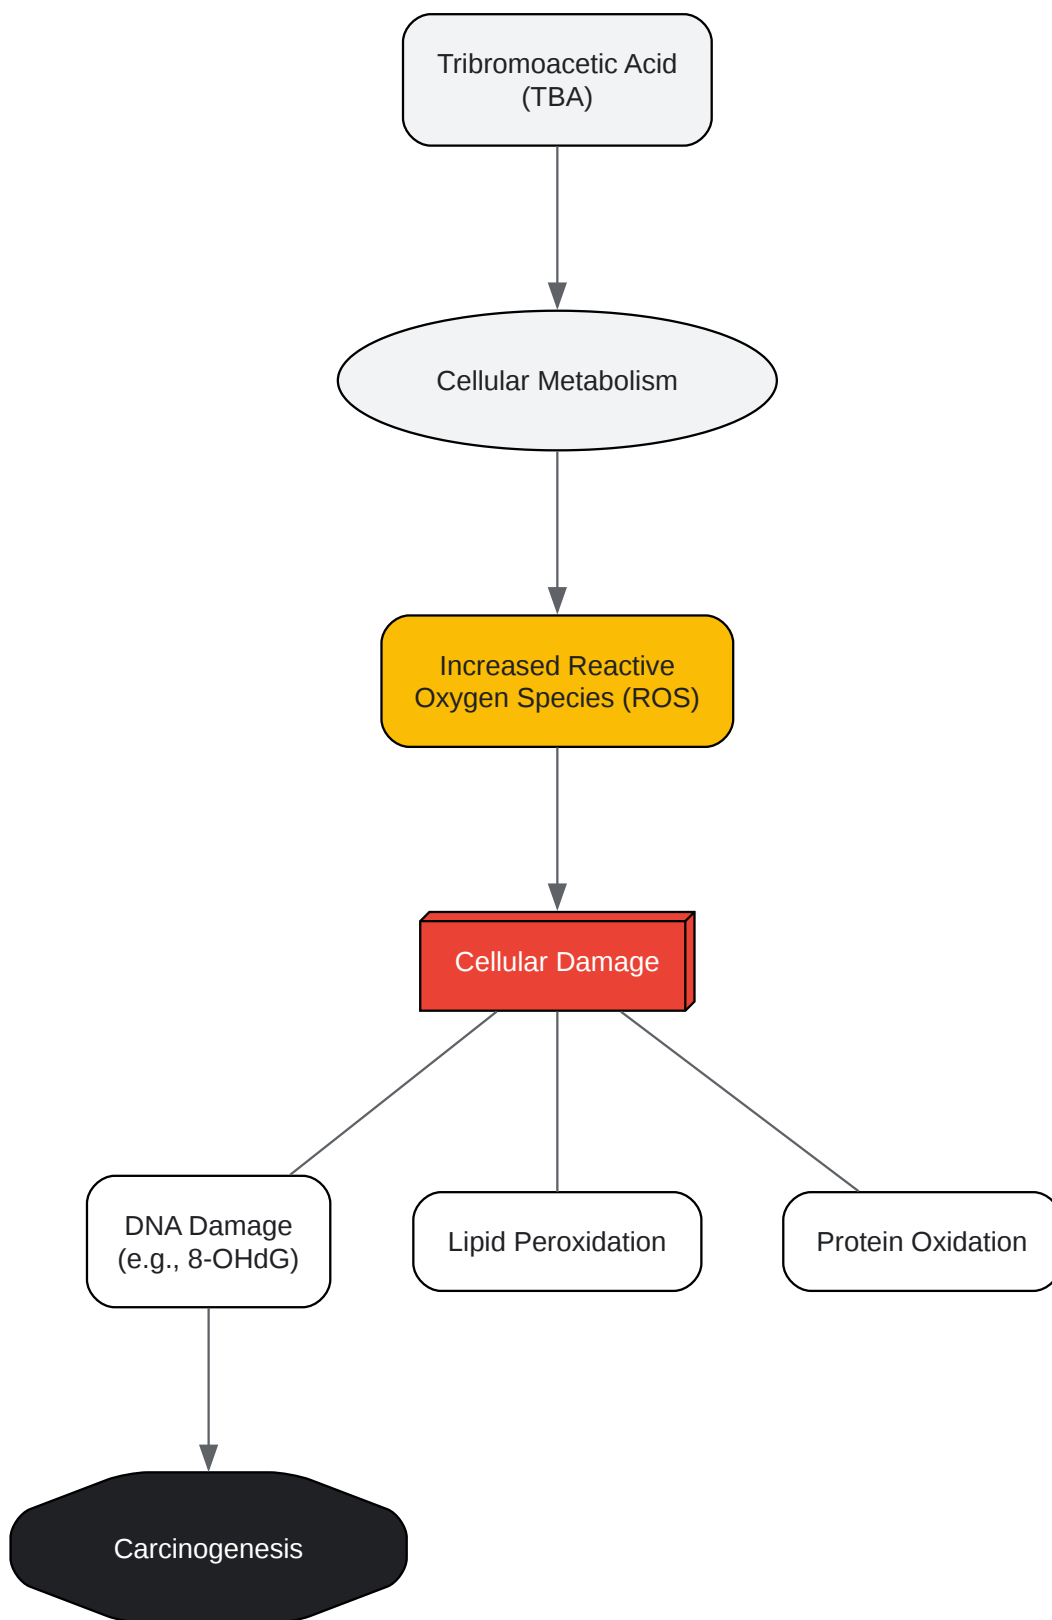 Tribromoacetic Acid
(TBA)
Cellular Metabolism
Increased Reactive
Oxygen Species (ROS)
Cellular Damage
DNA Damage
(e.g., 8-OHdG)
Lipid Peroxidation
Protein Oxidation
Carcinogenesis